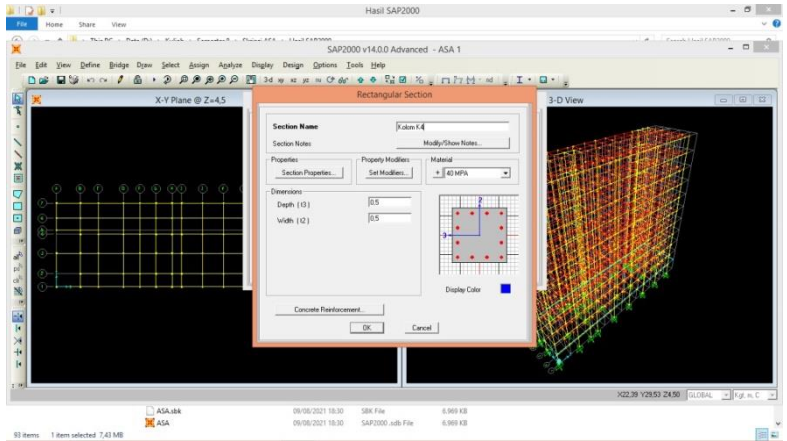 Hasil SAP2000
File Home Share View
SAP2000 v14.0.0 Advanced - ASA 1
File Edit View Define Bridge Draw Select Assign Analyze Display Design Options Tools Help
X-Y Plane @ Z=4,5
3-D View
Rectangular Section
Section Name Kolom K4
Section Notes Modify/Show Notes...
Properties
Section Properties...
Property Modifiers
Set Modifiers...
Material
+ 40 MPA
Dimensions
Depth ( t3 ) 0,5
Width ( t2 ) 0,5
2
3
Display Color
Concrete Reinforcement...
OK Cancel
X22,39 Y29,53 Z4,50 GLOBAL Kgf, m, C
ASA.sbk 09/08/2021 18:30 SBK File 6.969 KB
ASA 09/08/2021 18:30 SAP2000 .sdb File 6.969 KB
93 items 1 item selected 7,43 MB